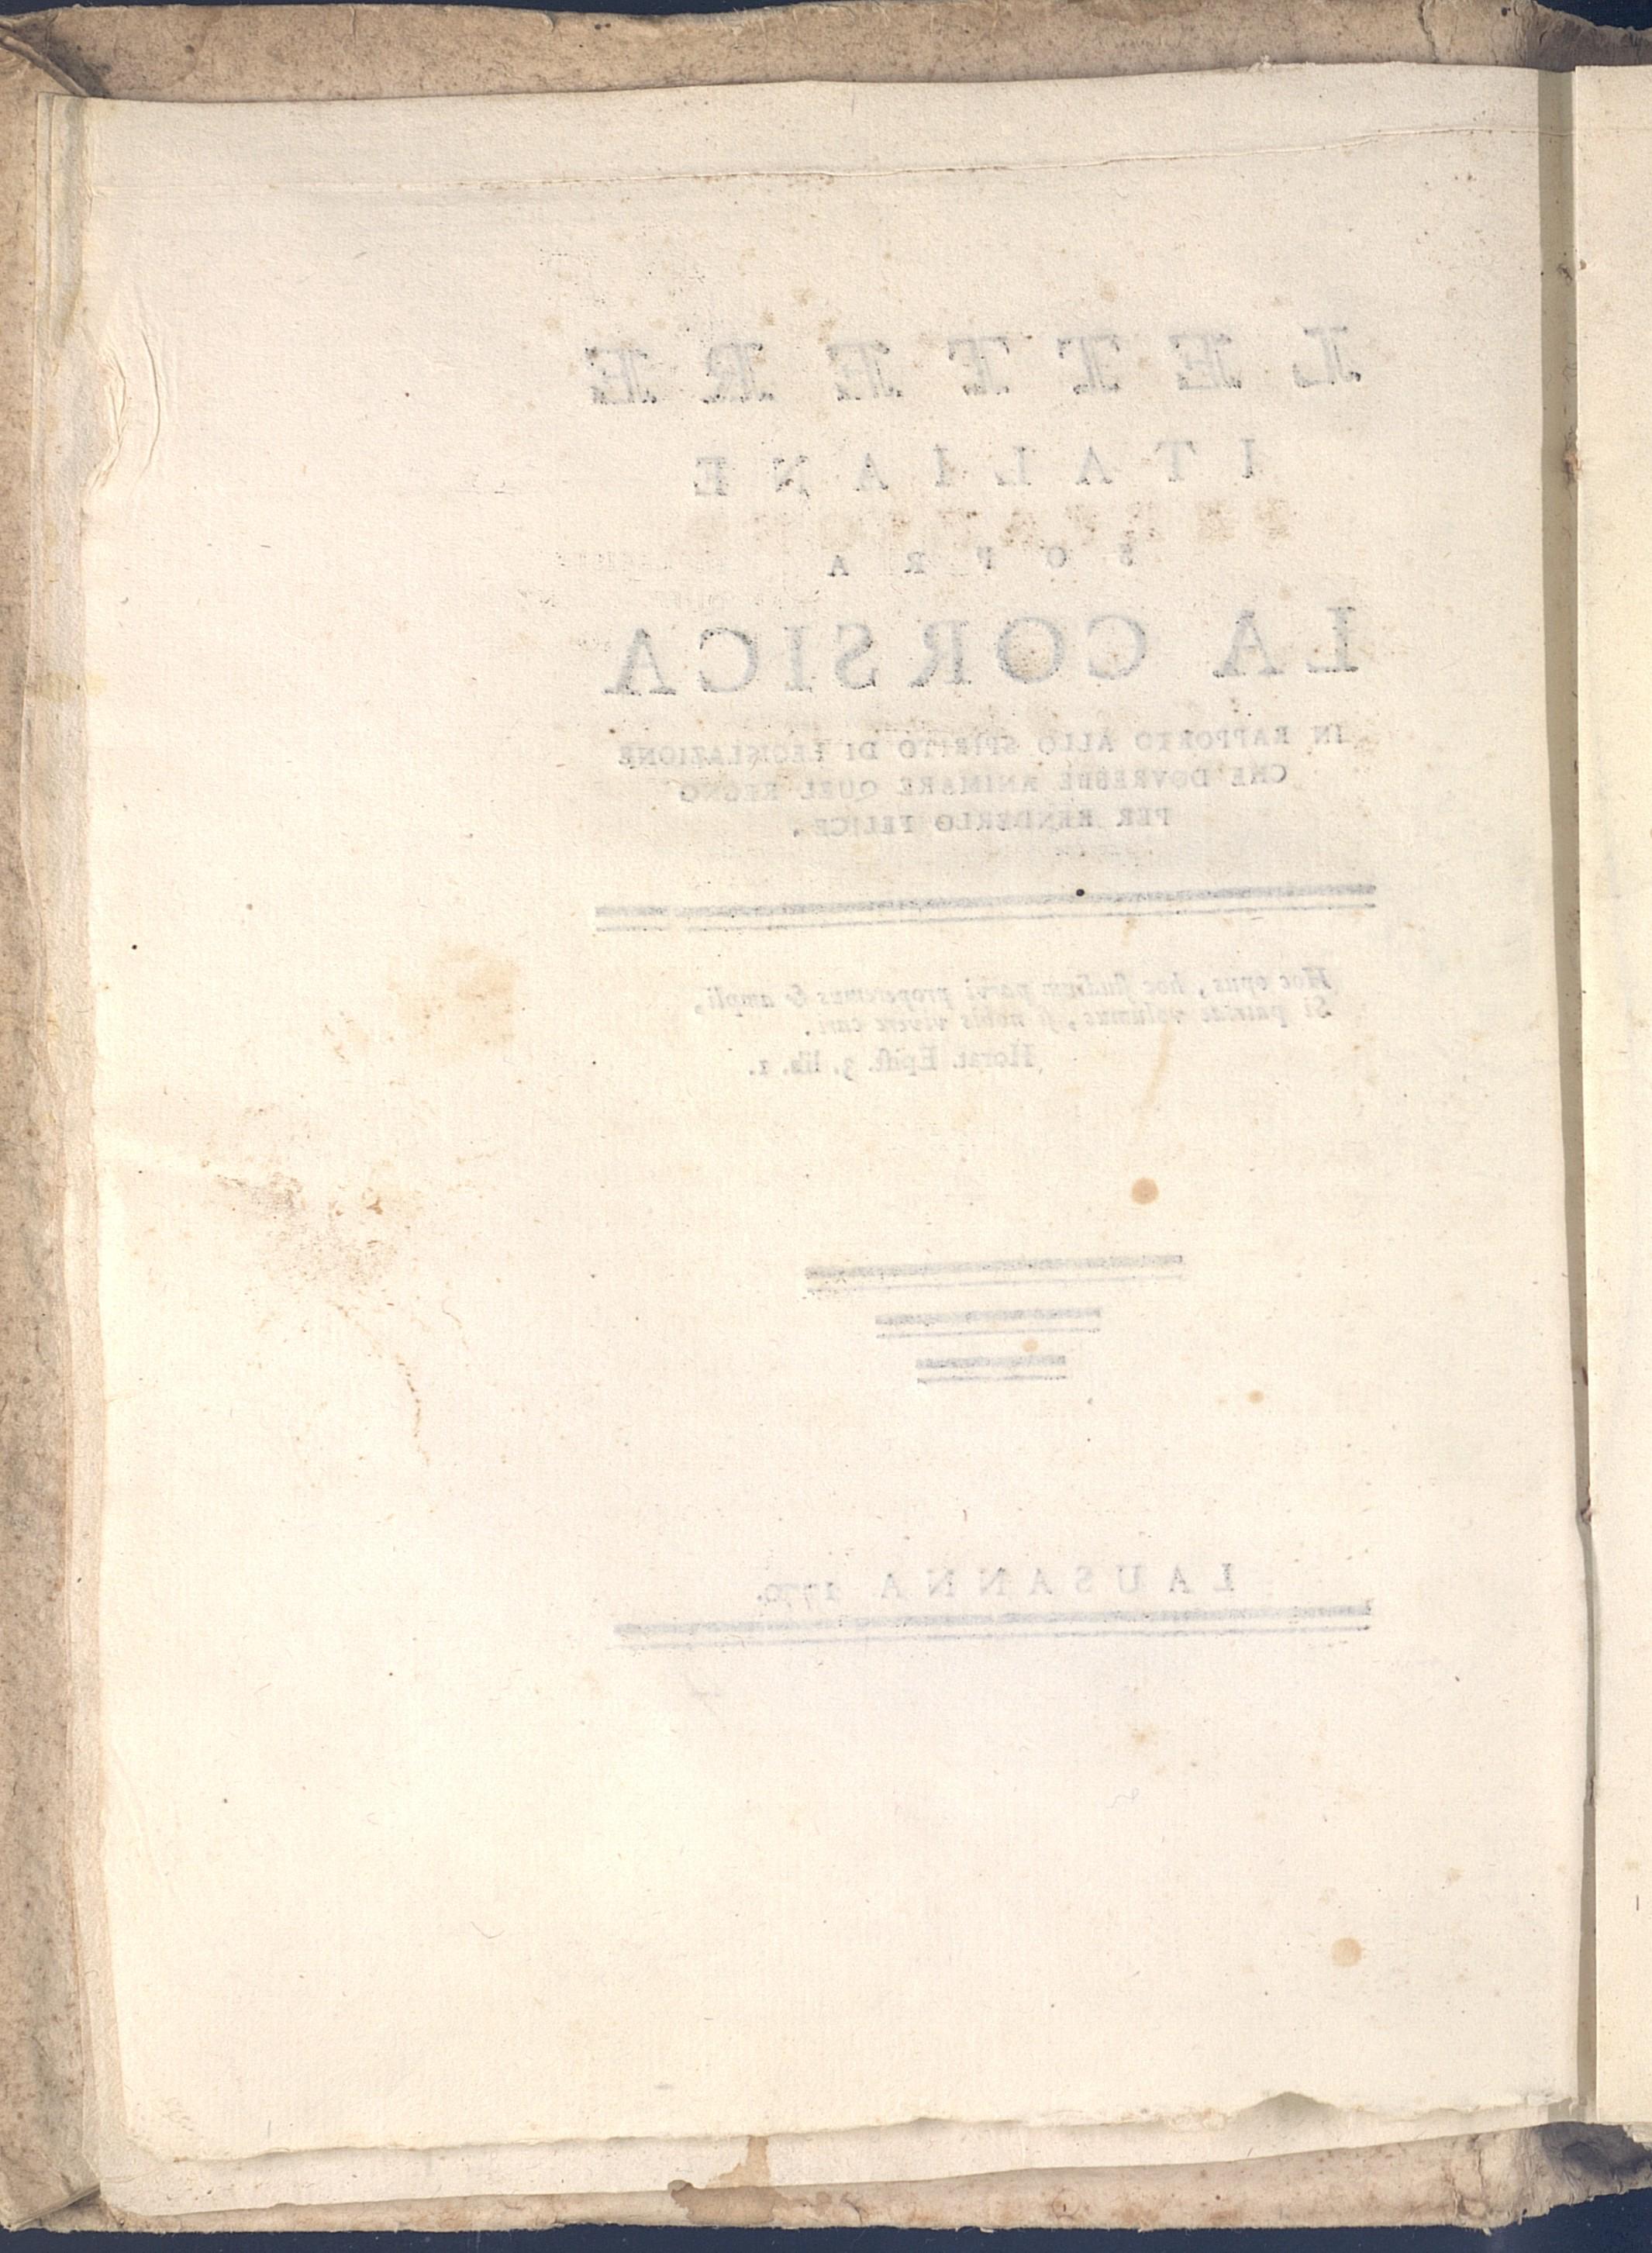 LETTERE
ITALIANE
SOPRA
LA CORSICA
IN RAPPORTO ALLO SPIRITO DI LEGISLAZIONE
CHE DOVREBBE ANIMARE QUEL REGNO
PER RENDERLO FELICE.
Hoc opus, hoc ſtudium parvi properemus & ampli,
Si patriae volumus, ſi nobis vivere cari.
Horat. Epiſt. 3. lib. 1.
LAUSANNA 1770.